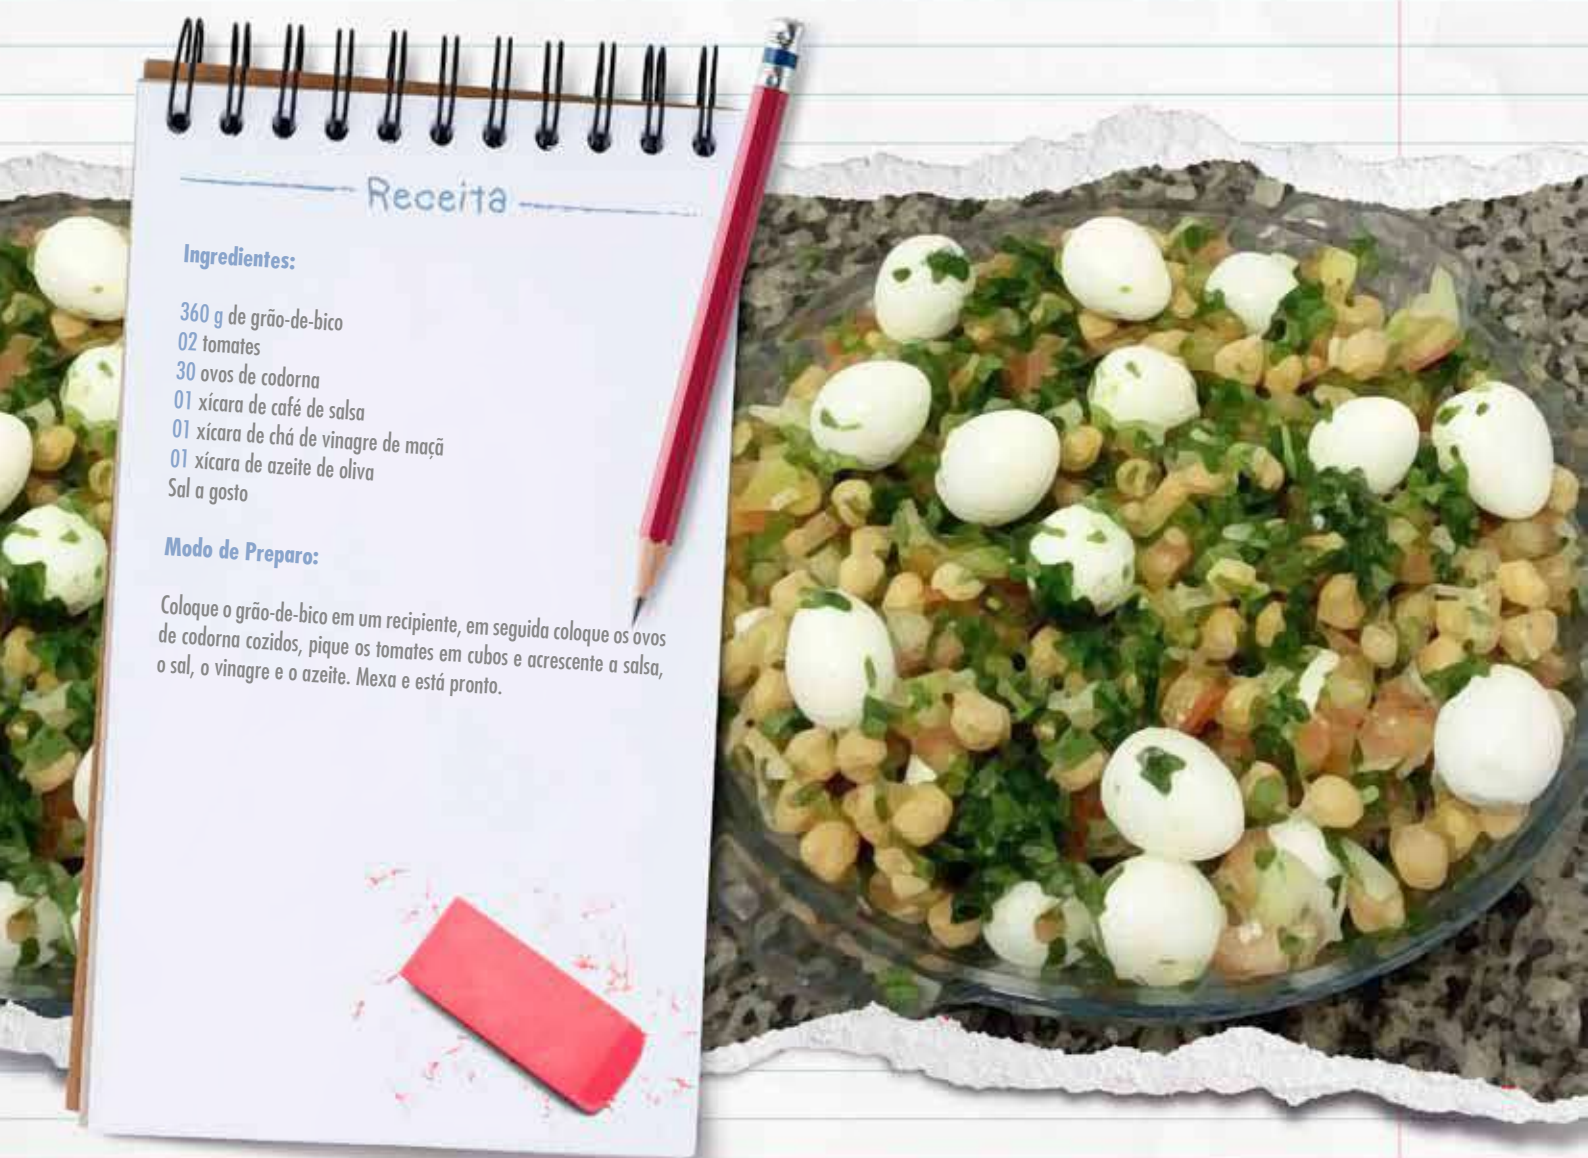 Receita
Ingredientes:
360 g de grão-de-bico
02 tomates
30 ovos de codorna
01 xícara de café de salsa
01 xícara de chá de vinagre de maçã
01 xícara de azeite de oliva
Sal a gosto
Modo de Preparo:
Coloque o grão-de-bico em um recipiente, em seguida coloque os ovos
de codorna cozidos, pique os tomates em cubos e acrescente a salsa,
o sal, o vinagre e o azeite. Mexa e está pronto.